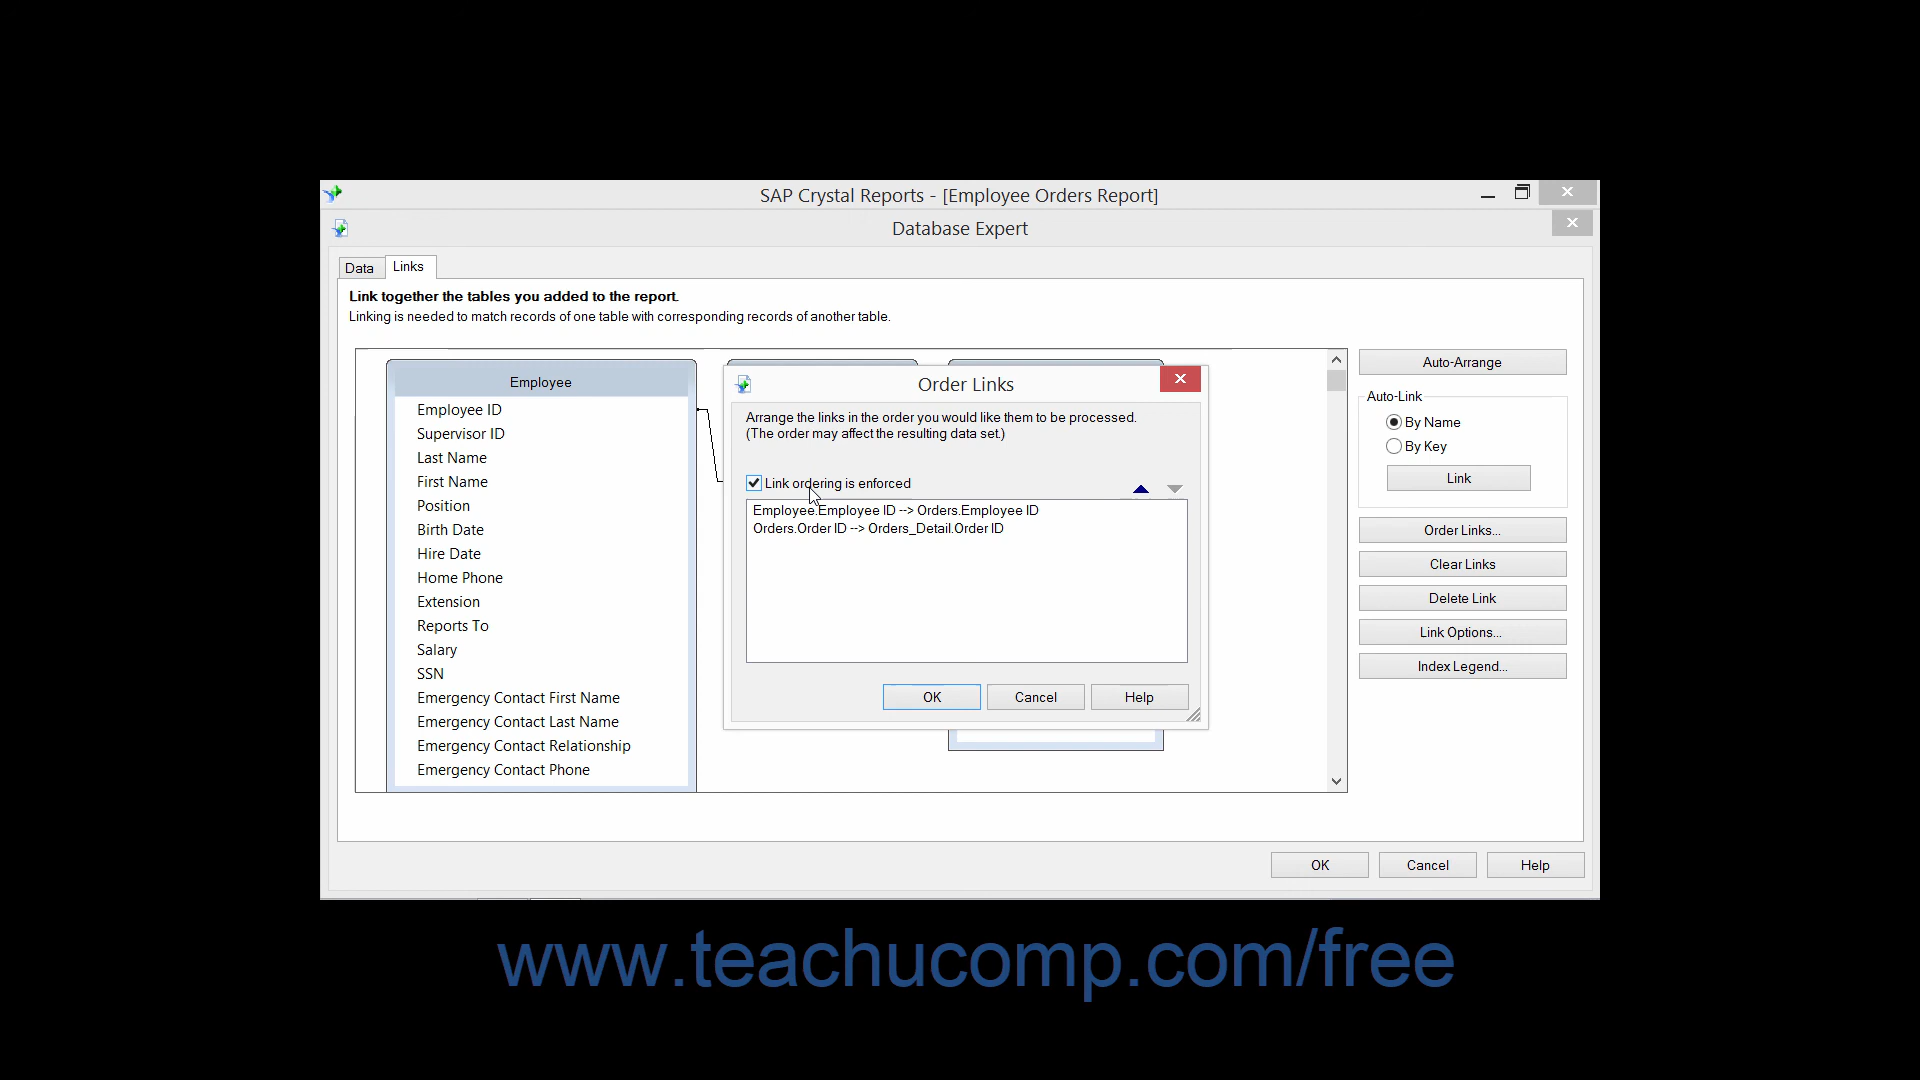 SAP Crystal Reports - [Employee Orders Report]
Database Expert
Data
Links
Link together the tables you added to the report.
Linking is needed to match records of one table with corresponding records of another table.
Employee
Employee ID
Supervisor ID
Last Name
First Name
Position
Birth Date
Hire Date
Home Phone
Extension
Reports To
Salary
SSN
Emergency Contact First Name
Emergency Contact Last Name
Emergency Contact Relationship
Emergency Contact Phone
Order Links
Arrange the links in the order you would like them to be processed.
(The order may affect the resulting data set.)
Link ordering is enforced
Employee.Employee ID --> Orders.Employee ID
Orders.Order ID --> Orders_Detail.Order ID
OK
Cancel
Help
Auto-Arrange
Auto-Link
By Name
By Key
Link
Order Links...
Clear Links
Delete Link
Link Options...
Index Legend...
OK
Cancel
Help
www.teachucomp.com/free